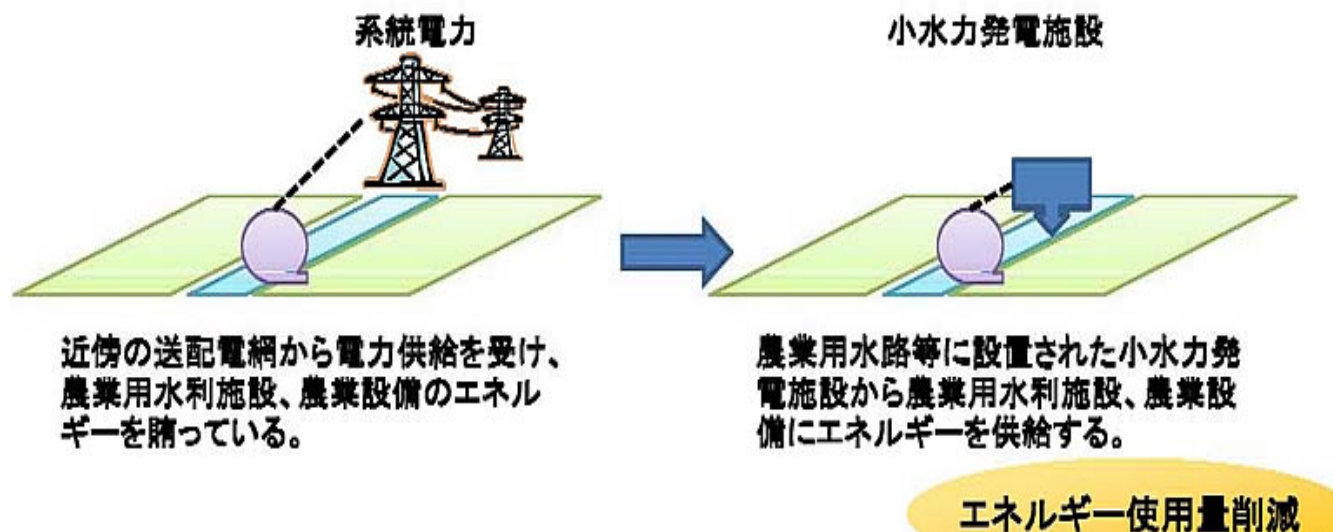 系統電力
小水力発電施設
近傍の送配電網から電力供給を受け、
農業用水利施設、農業設備のエネル
ギーを賄っている。
農業用水路等に設置された小水力発
電施設から農業用水利施設、農業設
備にエネルギーを供給する。
エネルギー使用量削減